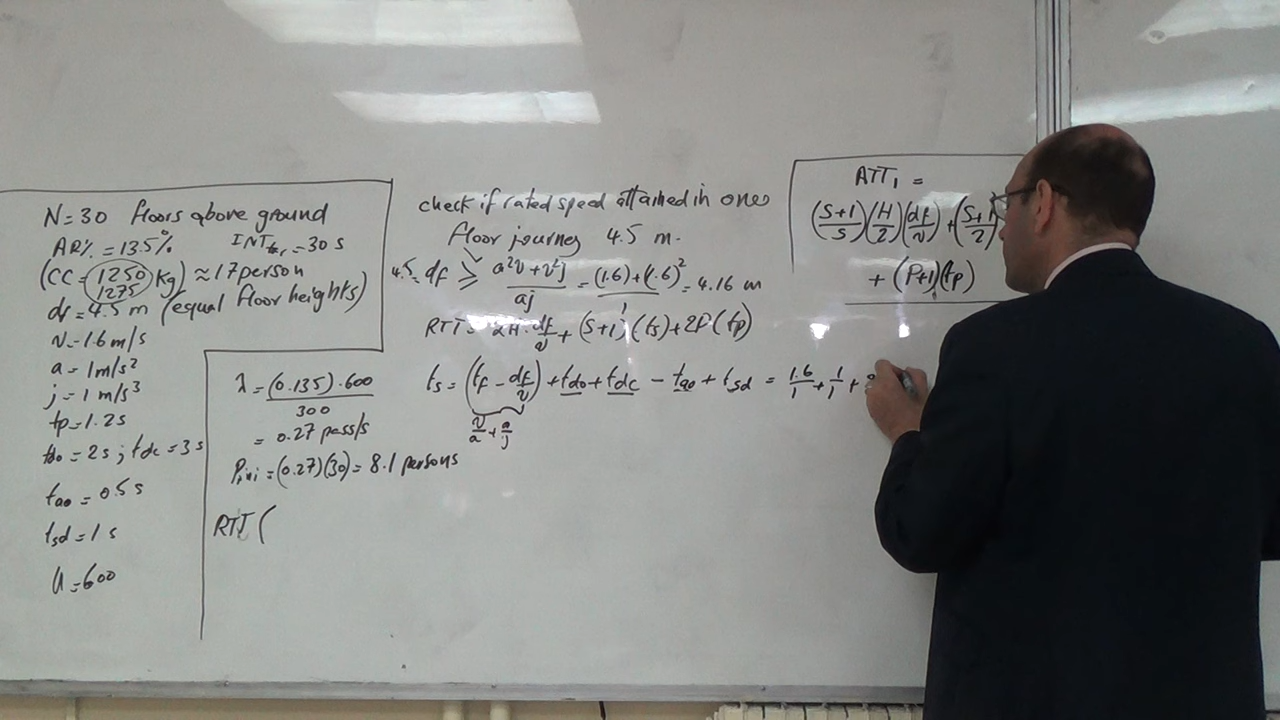 N=30 floors above ground
AR% = 13.5% INTtar = 30 s
(CC = 1250 kg) ≈ 17 person
1275
df = 4.5 m (equal floor heights)
v = 1.6 m/s
a = 1 m/s²
j = 1 m/s³
tp = 1.2 s
tdo = 2 s ; tdc = 3 s
tao = 0.5 s
tsd = 1 s
U = 600
λ = (0.135).600
300
= 0.27 pass/s
= (0.27)(30) = 8.1 persons
RTT (
check if rated speed attained in one
floor journey 4.5 m.
4.5 = df ≥ a²v + v²j / aj = (1.6)+(1.6)² / 1 = 4.16 m
RTT = 2H · df/v + (S+1)(ts) + 2P(tp)
ts = (tf - df/v) + tdo + tdc - tao + tsd = 1.6/1 + 1/1 +
v/a + a/j
ATT₁ =
(S+1/S)(H/2)(df/v) + (S+1/2)
+ (P+1)(tp)